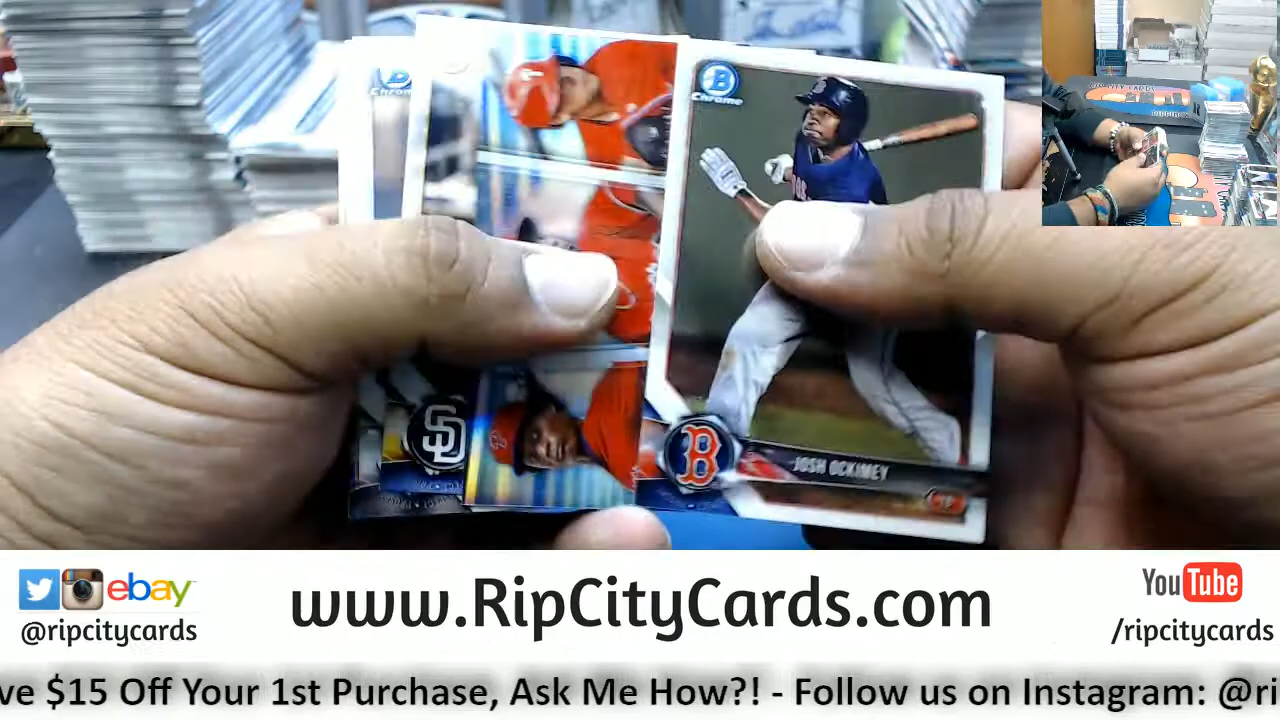 B
Chrome
B
Chrome
SD
B
JOSH OCKIMEY
ebay
@ripcitycards
www.RipCityCards.com
YouTube
/ripcitycards
ve $15 Off Your 1st Purchase, Ask Me How?! - Follow us on Instagram: @ri